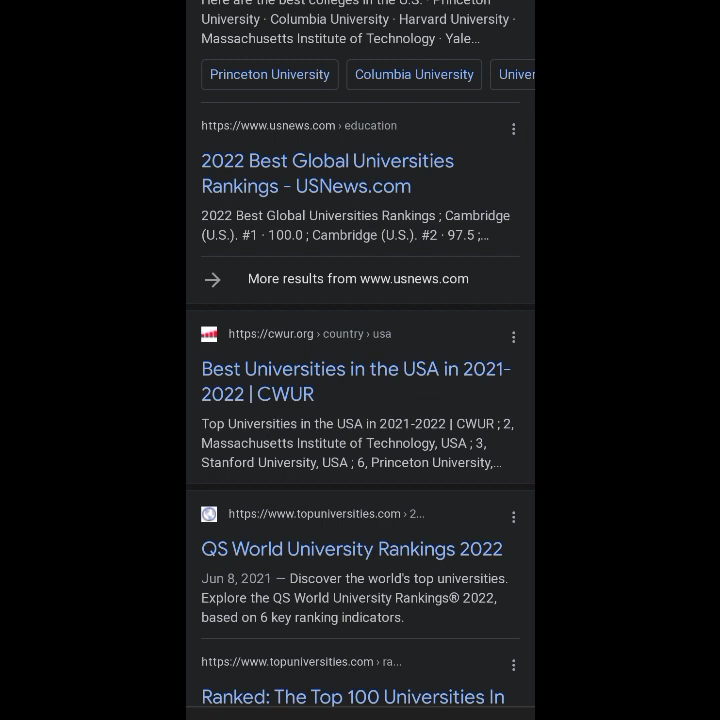 Here are the best colleges in the U.S. · Princeton
University · Columbia University · Harvard University ·
Massachusetts Institute of Technology · Yale...
Princeton University Columbia University Univer
https://www.usnews.com › education
2022 Best Global Universities
Rankings - USNews.com
2022 Best Global Universities Rankings ; Cambridge
(U.S.). #1 · 100.0 ; Cambridge (U.S.). #2 · 97.5 ;...
More results from www.usnews.com
https://cwur.org › country › usa
Best Universities in the USA in 2021-
2022 | CWUR
Top Universities in the USA in 2021-2022 | CWUR ; 2,
Massachusetts Institute of Technology, USA ; 3,
Stanford University, USA ; 6, Princeton University,...
https://www.topuniversities.com › 2...
QS World University Rankings 2022
Jun 8, 2021 — Discover the world's top universities.
Explore the QS World University Rankings® 2022,
based on 6 key ranking indicators.
https://www.topuniversities.com › ra...
Ranked: The Top 100 Universities In